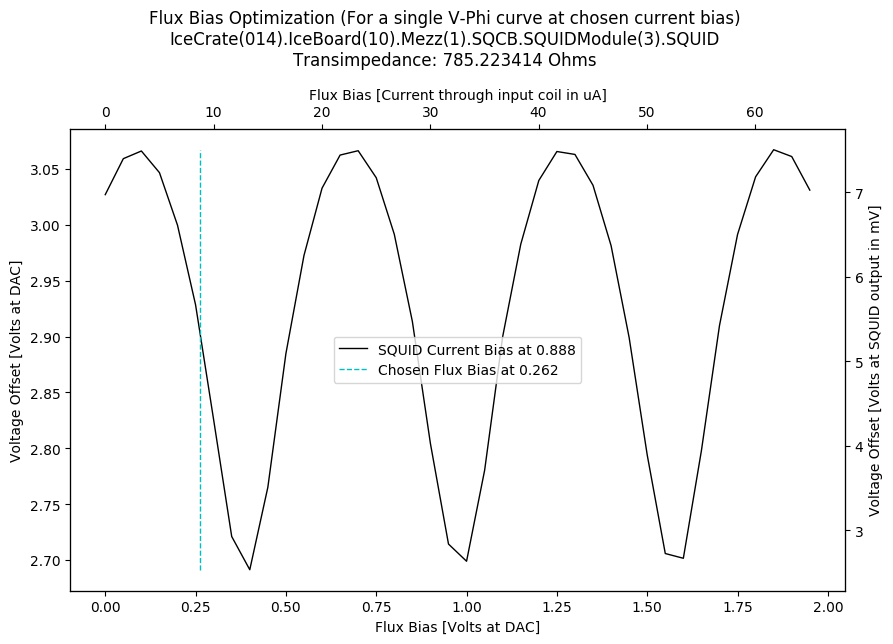 Flux Bias Optimization (For a single V-Phi curve at chosen current bias)
IceCrate(014).IceBoard(10).Mezz(1).SQCB.SQUIDModule(3).SQUID
Transimpedance: 785.223414 Ohms
Flux Bias [Current through input coil in uA]
0 10 20 30 40 50 60
Voltage Offset [Volts at DAC]
3.05
3.00
2.95
2.90
2.85
2.80
2.75
2.70
SQUID Current Bias at 0.888
Chosen Flux Bias at 0.262
7
6
5
4
3
Voltage Offset [Volts at SQUID output in mV]
0.00 0.25 0.50 0.75 1.00 1.25 1.50 1.75 2.00
Flux Bias [Volts at DAC]